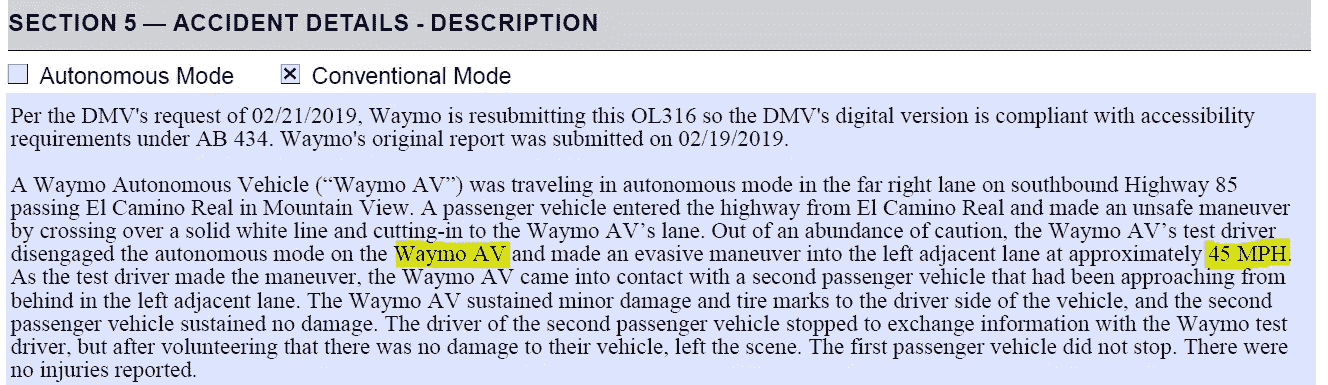 SECTION 5 — ACCIDENT DETAILS - DESCRIPTION
Autonomous Mode Conventional Mode
Per the DMV's request of 02/21/2019, Waymo is resubmitting this OL316 so the DMV's digital version is compliant with accessibility
requirements under AB 434. Waymo's original report was submitted on 02/19/2019.
A Waymo Autonomous Vehicle (“Waymo AV”) was traveling in autonomous mode in the far right lane on southbound Highway 85
passing El Camino Real in Mountain View. A passenger vehicle entered the highway from El Camino Real and made an unsafe maneuver
by crossing over a solid white line and cutting-in to the Waymo AV’s lane. Out of an abundance of caution, the Waymo AV’s test driver
disengaged the autonomous mode on the Waymo AV and made an evasive maneuver into the left adjacent lane at approximately 45 MPH.
As the test driver made the maneuver, the Waymo AV came into contact with a second passenger vehicle that had been approaching from
behind in the left adjacent lane. The Waymo AV sustained minor damage and tire marks to the driver side of the vehicle, and the second
passenger vehicle sustained no damage. The driver of the second passenger vehicle stopped to exchange information with the Waymo test
driver, but after volunteering that there was no damage to their vehicle, left the scene. The first passenger vehicle did not stop. There were
no injuries reported.